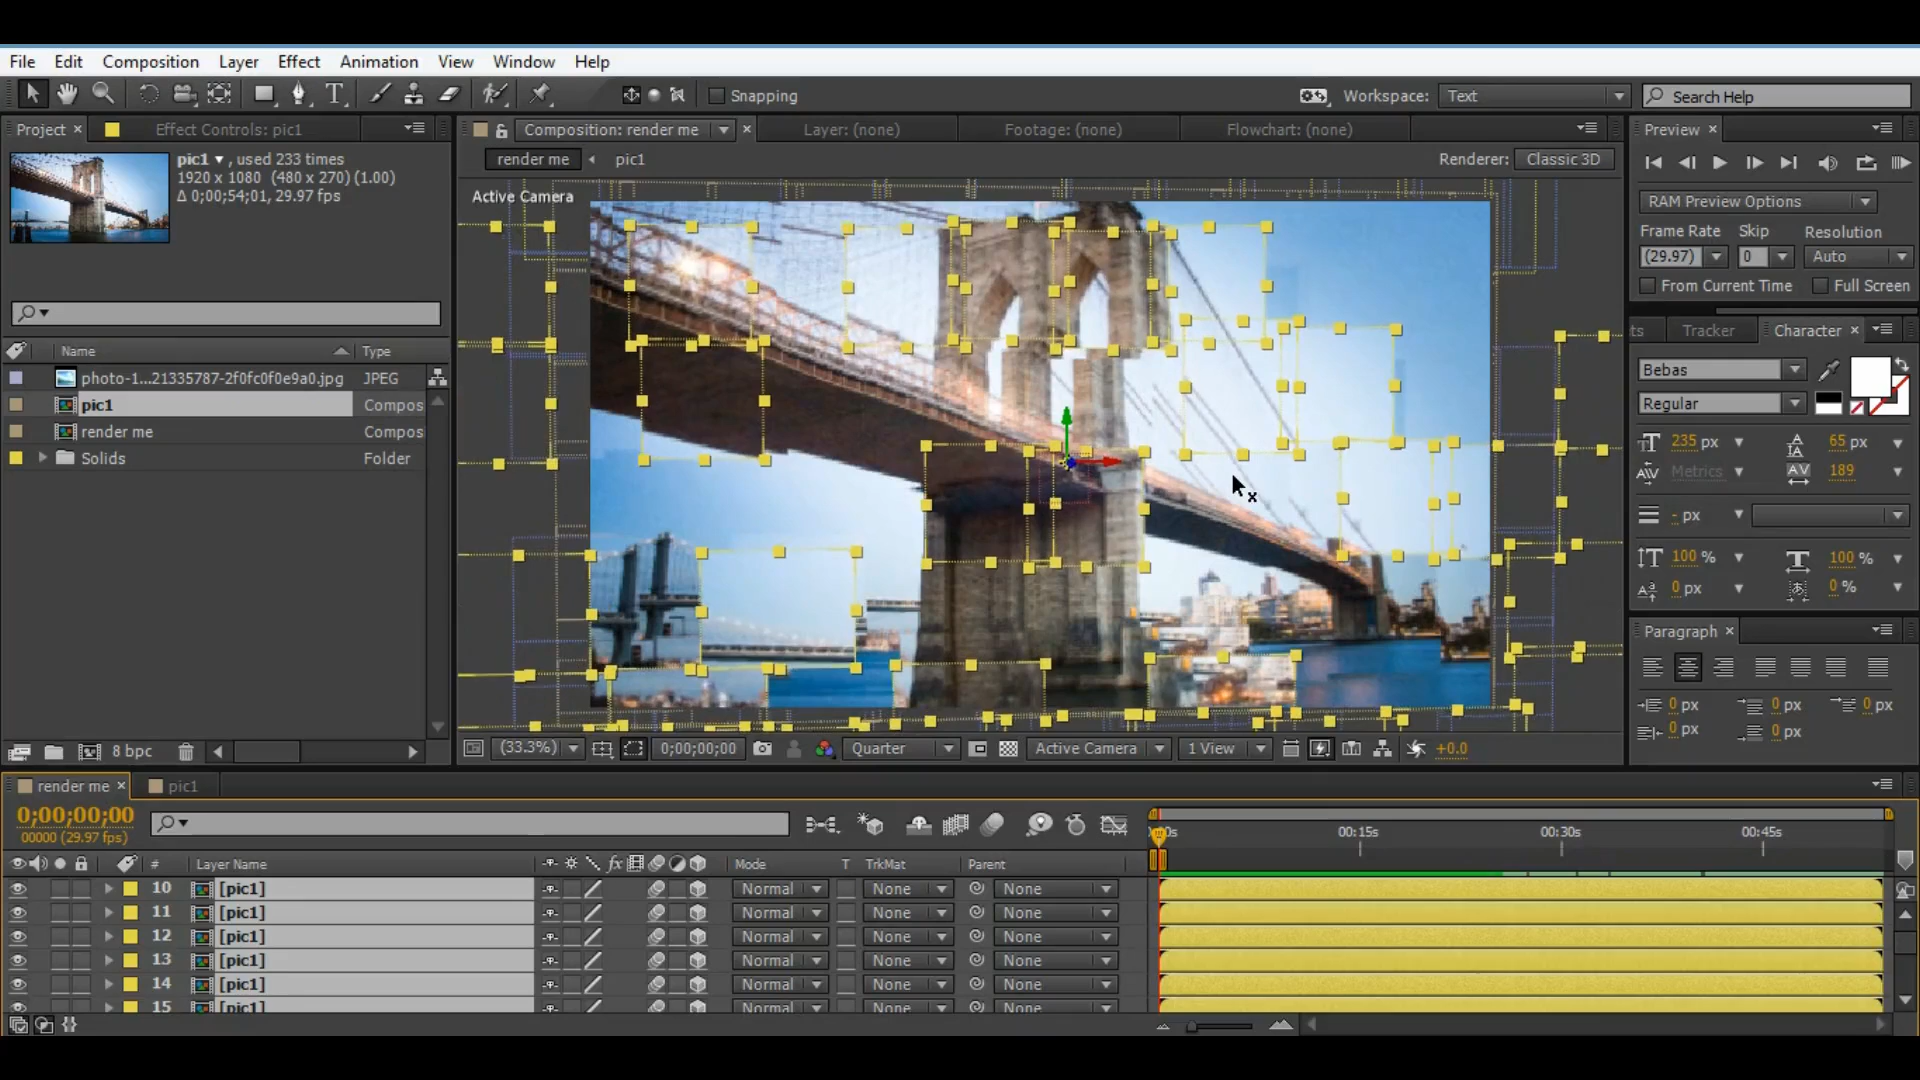 File Edit Composition Layer Effect Animation View Window Help
T Snapping Workspace: Text Search Help
Project × Effect Controls: pic1
pic1 ▼ , used 233 times
1920 x 1080 (480 x 270) (1.00)
Δ 0;00;54;01, 29.97 fps
Name Type
photo-1...21335787-2f0fc0f0e9a0.jpg JPEG
pic1 Compos
render me Compos
Solids Folder
8 bpc
Composition: render me × Layer: (none) Footage: (none) Flowchart: (none)
render me pic1 Renderer: Classic 3D
Active Camera
(33.3%) 0;00;00;00 Quarter Active Camera 1 View +0.0
Preview ×
RAM Preview Options
Frame Rate Skip Resolution
(29.97) 0 Auto
From Current Time Full Screen
ts Tracker Character ×
Bebas
Regular
235 px 65 px
Metrics 189
- px
100 % 100 %
0 px 0 %
Paragraph ×
0 px 0 px 0 px
0 px 0 px
render me × pic1
0;00;00;00
00000 (29.97 fps)
00s 00:15s 00:30s 00:45s
# Layer Name fx Mode T TrkMat Parent
10 [pic1] Normal None None
11 [pic1] Normal None None
12 [pic1] Normal None None
13 [pic1] Normal None None
14 [pic1] Normal None None
15 [pic1] Normal None None